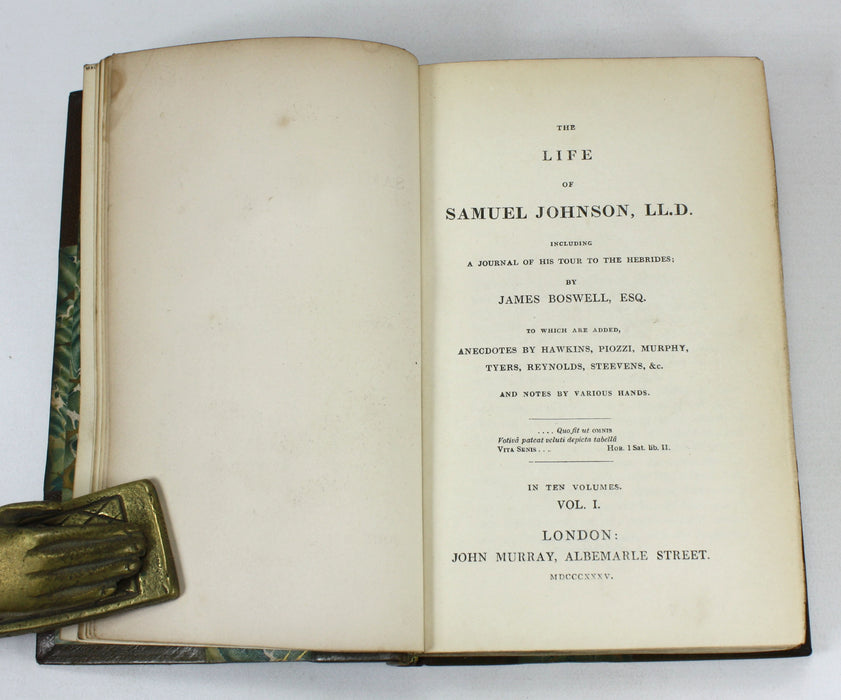 THE
LIFE
OF
SAMUEL JOHNSON, LL.D.
INCLUDING
A JOURNAL OF HIS TOUR TO THE HEBRIDES;
BY
JAMES BOSWELL, ESQ.
TO WHICH ARE ADDED,
ANECDOTES BY HAWKINS, PIOZZI, MURPHY,
TYERS, REYNOLDS, STEEVENS, &c.
AND NOTES BY VARIOUS HANDS.
. . . . Quo fit ut OMNIS
Votivâ pateat veluti depicta tabellâ
VITA SENIS . . . HOR. 1 Sat. lib. II.
IN TEN VOLUMES.
VOL. I.
LONDON:
JOHN MURRAY, ALBEMARLE STREET.
MDCCCXXXV.